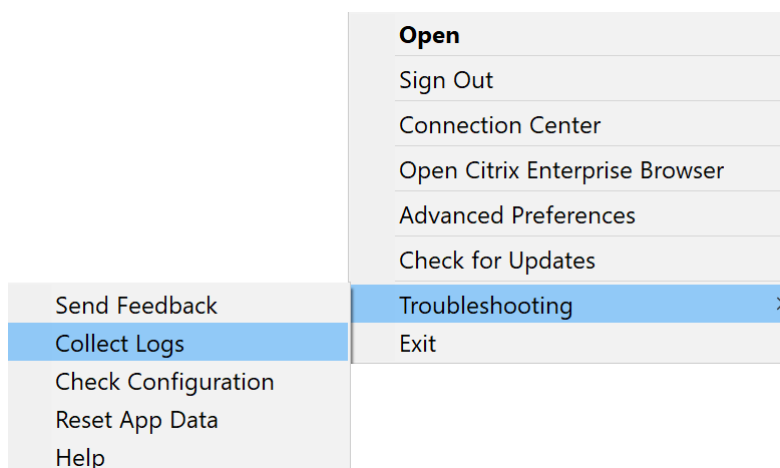 Open
Sign Out
Connection Center
Open Citrix Enterprise Browser
Advanced Preferences
Check for Updates
Troubleshooting
Exit
Send Feedback
Collect Logs
Check Configuration
Reset App Data
Help